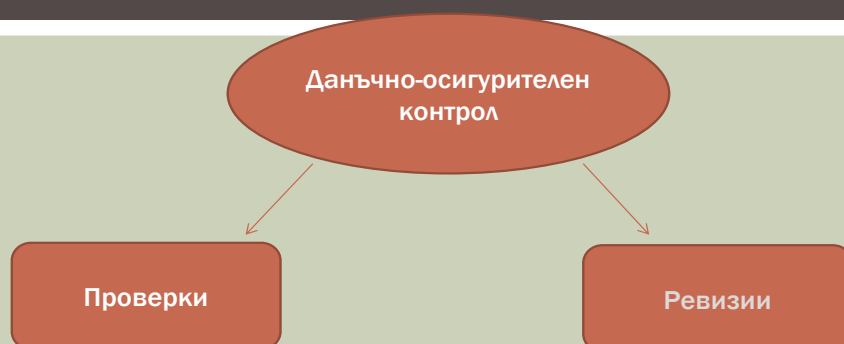 Данъчно-осигурителен
контрол
Проверки
Ревизии